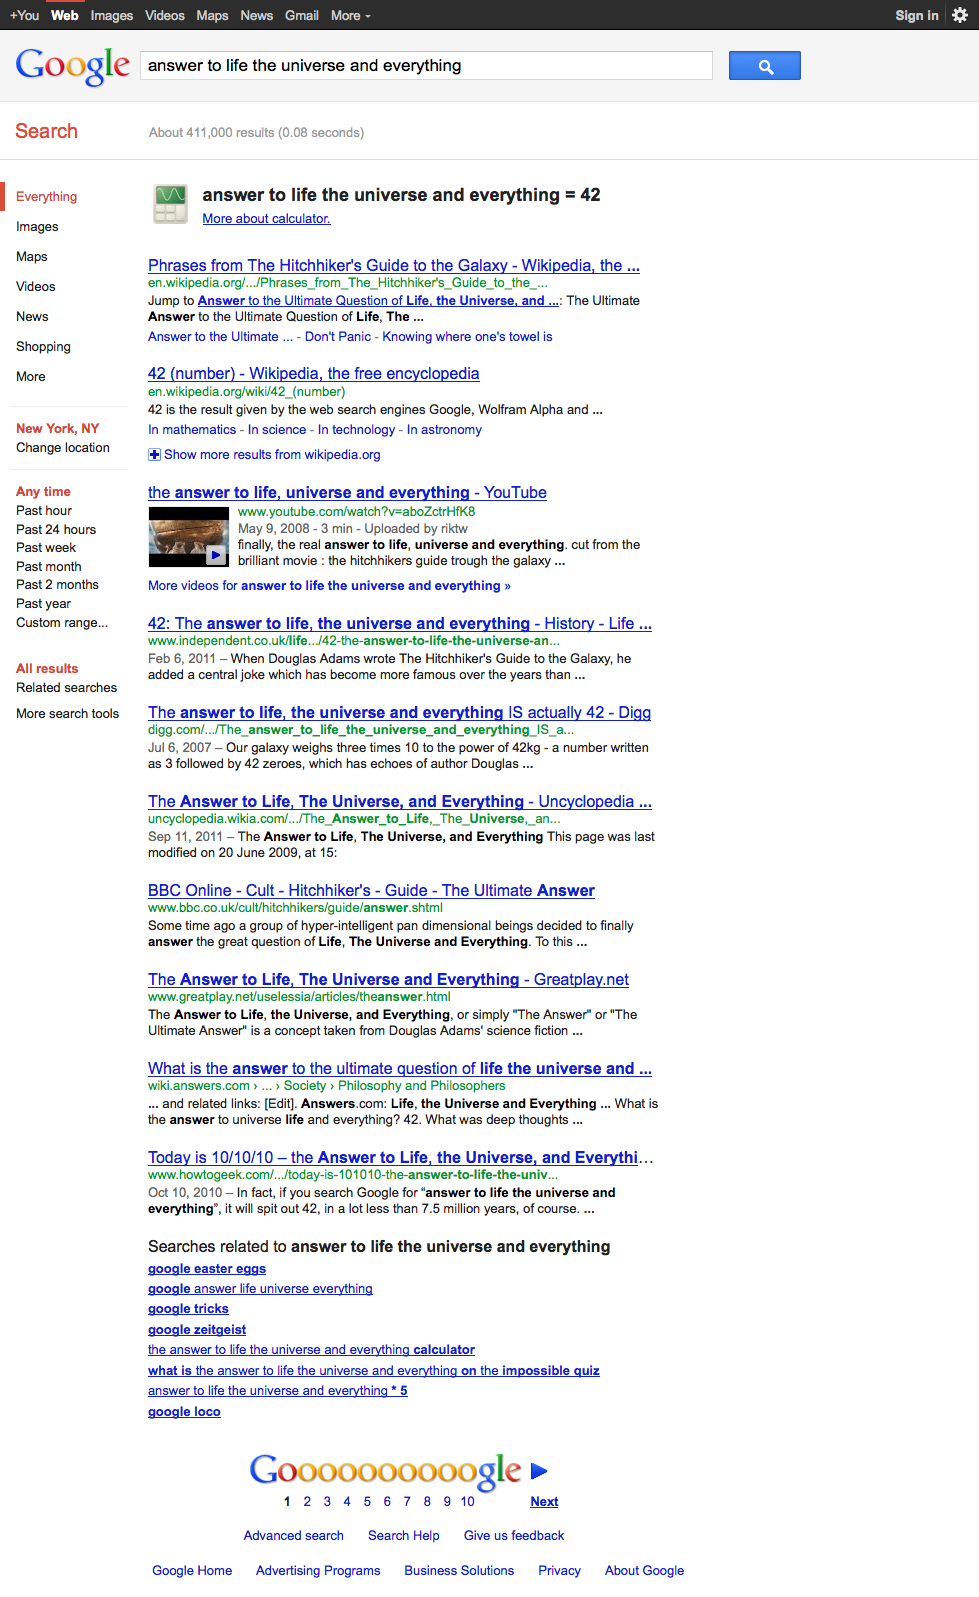 +You Web Images Videos Maps News Gmail More Sign in
Google answer to life the universe and everything
Search About 411,000 results (0.08 seconds)
Everything
Images
Maps
Videos
News
Shopping
More
New York, NY
Change location
Any time
Past hour
Past 24 hours
Past week
Past month
Past 2 months
Past year
Custom range...
All results
Related searches
More search tools
answer to life the universe and everything = 42
More about calculator.
Phrases from The Hitchhiker's Guide to the Galaxy - Wikipedia, the ...
en.wikipedia.org/.../Phrases_from_The_Hitchhiker's_Guide_to_the_...
Jump to Answer to the Ultimate Question of Life, the Universe, and ...: The Ultimate
Answer to the Ultimate Question of Life, The ...
Answer to the Ultimate ... - Don't Panic - Knowing where one's towel is
42 (number) - Wikipedia, the free encyclopedia
en.wikipedia.org/wiki/42_(number)
42 is the result given by the web search engines Google, Wolfram Alpha and ...
In mathematics - In science - In technology - In astronomy
Show more results from wikipedia.org
the answer to life, universe and everything - YouTube
www.youtube.com/watch?v=aboZctrHfK8
May 9, 2008 - 3 min - Uploaded by riktw
finally, the real answer to life, universe and everything. cut from the
brilliant movie : the hitchhikers guide trough the galaxy ...
More videos for answer to life the universe and everything »
42: The answer to life, the universe and everything - History - Life ...
www.independent.co.uk/life.../42-the-answer-to-life-the-universe-an...
Feb 6, 2011 – When Douglas Adams wrote The Hitchhiker's Guide to the Galaxy, he
added a central joke which has become more famous over the years than ...
The answer to life, the universe and everything IS actually 42 - Digg
digg.com/.../The_answer_to_life_the_universe_and_everything_IS_a...
Jul 6, 2007 – Our galaxy weighs three times 10 to the power of 42kg - a number written
as 3 followed by 42 zeroes, which has echoes of author Douglas ...
The Answer to Life, The Universe, and Everything - Uncyclopedia ...
uncyclopedia.wikia.com/.../The_Answer_to_Life,_The_Universe,_an...
Sep 11, 2011 – The Answer to Life, The Universe, and Everything This page was last
modified on 20 June 2009, at 15:
BBC Online - Cult - Hitchhiker's - Guide - The Ultimate Answer
www.bbc.co.uk/cult/hitchhikers/guide/answer.shtml
Some time ago a group of hyper-intelligent pan dimensional beings decided to finally
answer the great question of Life, The Universe and Everything. To this ...
The Answer to Life, The Universe and Everything - Greatplay.net
www.greatplay.net/uselessia/articles/theanswer.html
The Answer to Life, the Universe, and Everything, or simply "The Answer" or "The
Ultimate Answer" is a concept taken from Douglas Adams' science fiction ...
What is the answer to the ultimate question of life the universe and ...
wiki.answers.com › ... › Society › Philosophy and Philosophers
... and related links: [Edit]. Answers.com: Life, the Universe and Everything ... What is
the answer to universe life and everything? 42. What was deep thoughts ...
Today is 10/10/10 – the Answer to Life, the Universe, and Everythi...
www.howtogeek.com/.../today-is-101010-the-answer-to-life-the-univ...
Oct 10, 2010 – In fact, if you search Google for “answer to life the universe and
everything”, it will spit out 42, in a lot less than 7.5 million years, of course. ...
Searches related to answer to life the universe and everything
google easter eggs
google answer life universe everything
google tricks
google zeitgeist
the answer to life the universe and everything calculator
what is the answer to life the universe and everything on the impossible quiz
answer to life the universe and everything * 5
google loco
Goooooooooogle
1 2 3 4 5 6 7 8 9 10 Next
Advanced search Search Help Give us feedback
Google Home Advertising Programs Business Solutions Privacy About Google